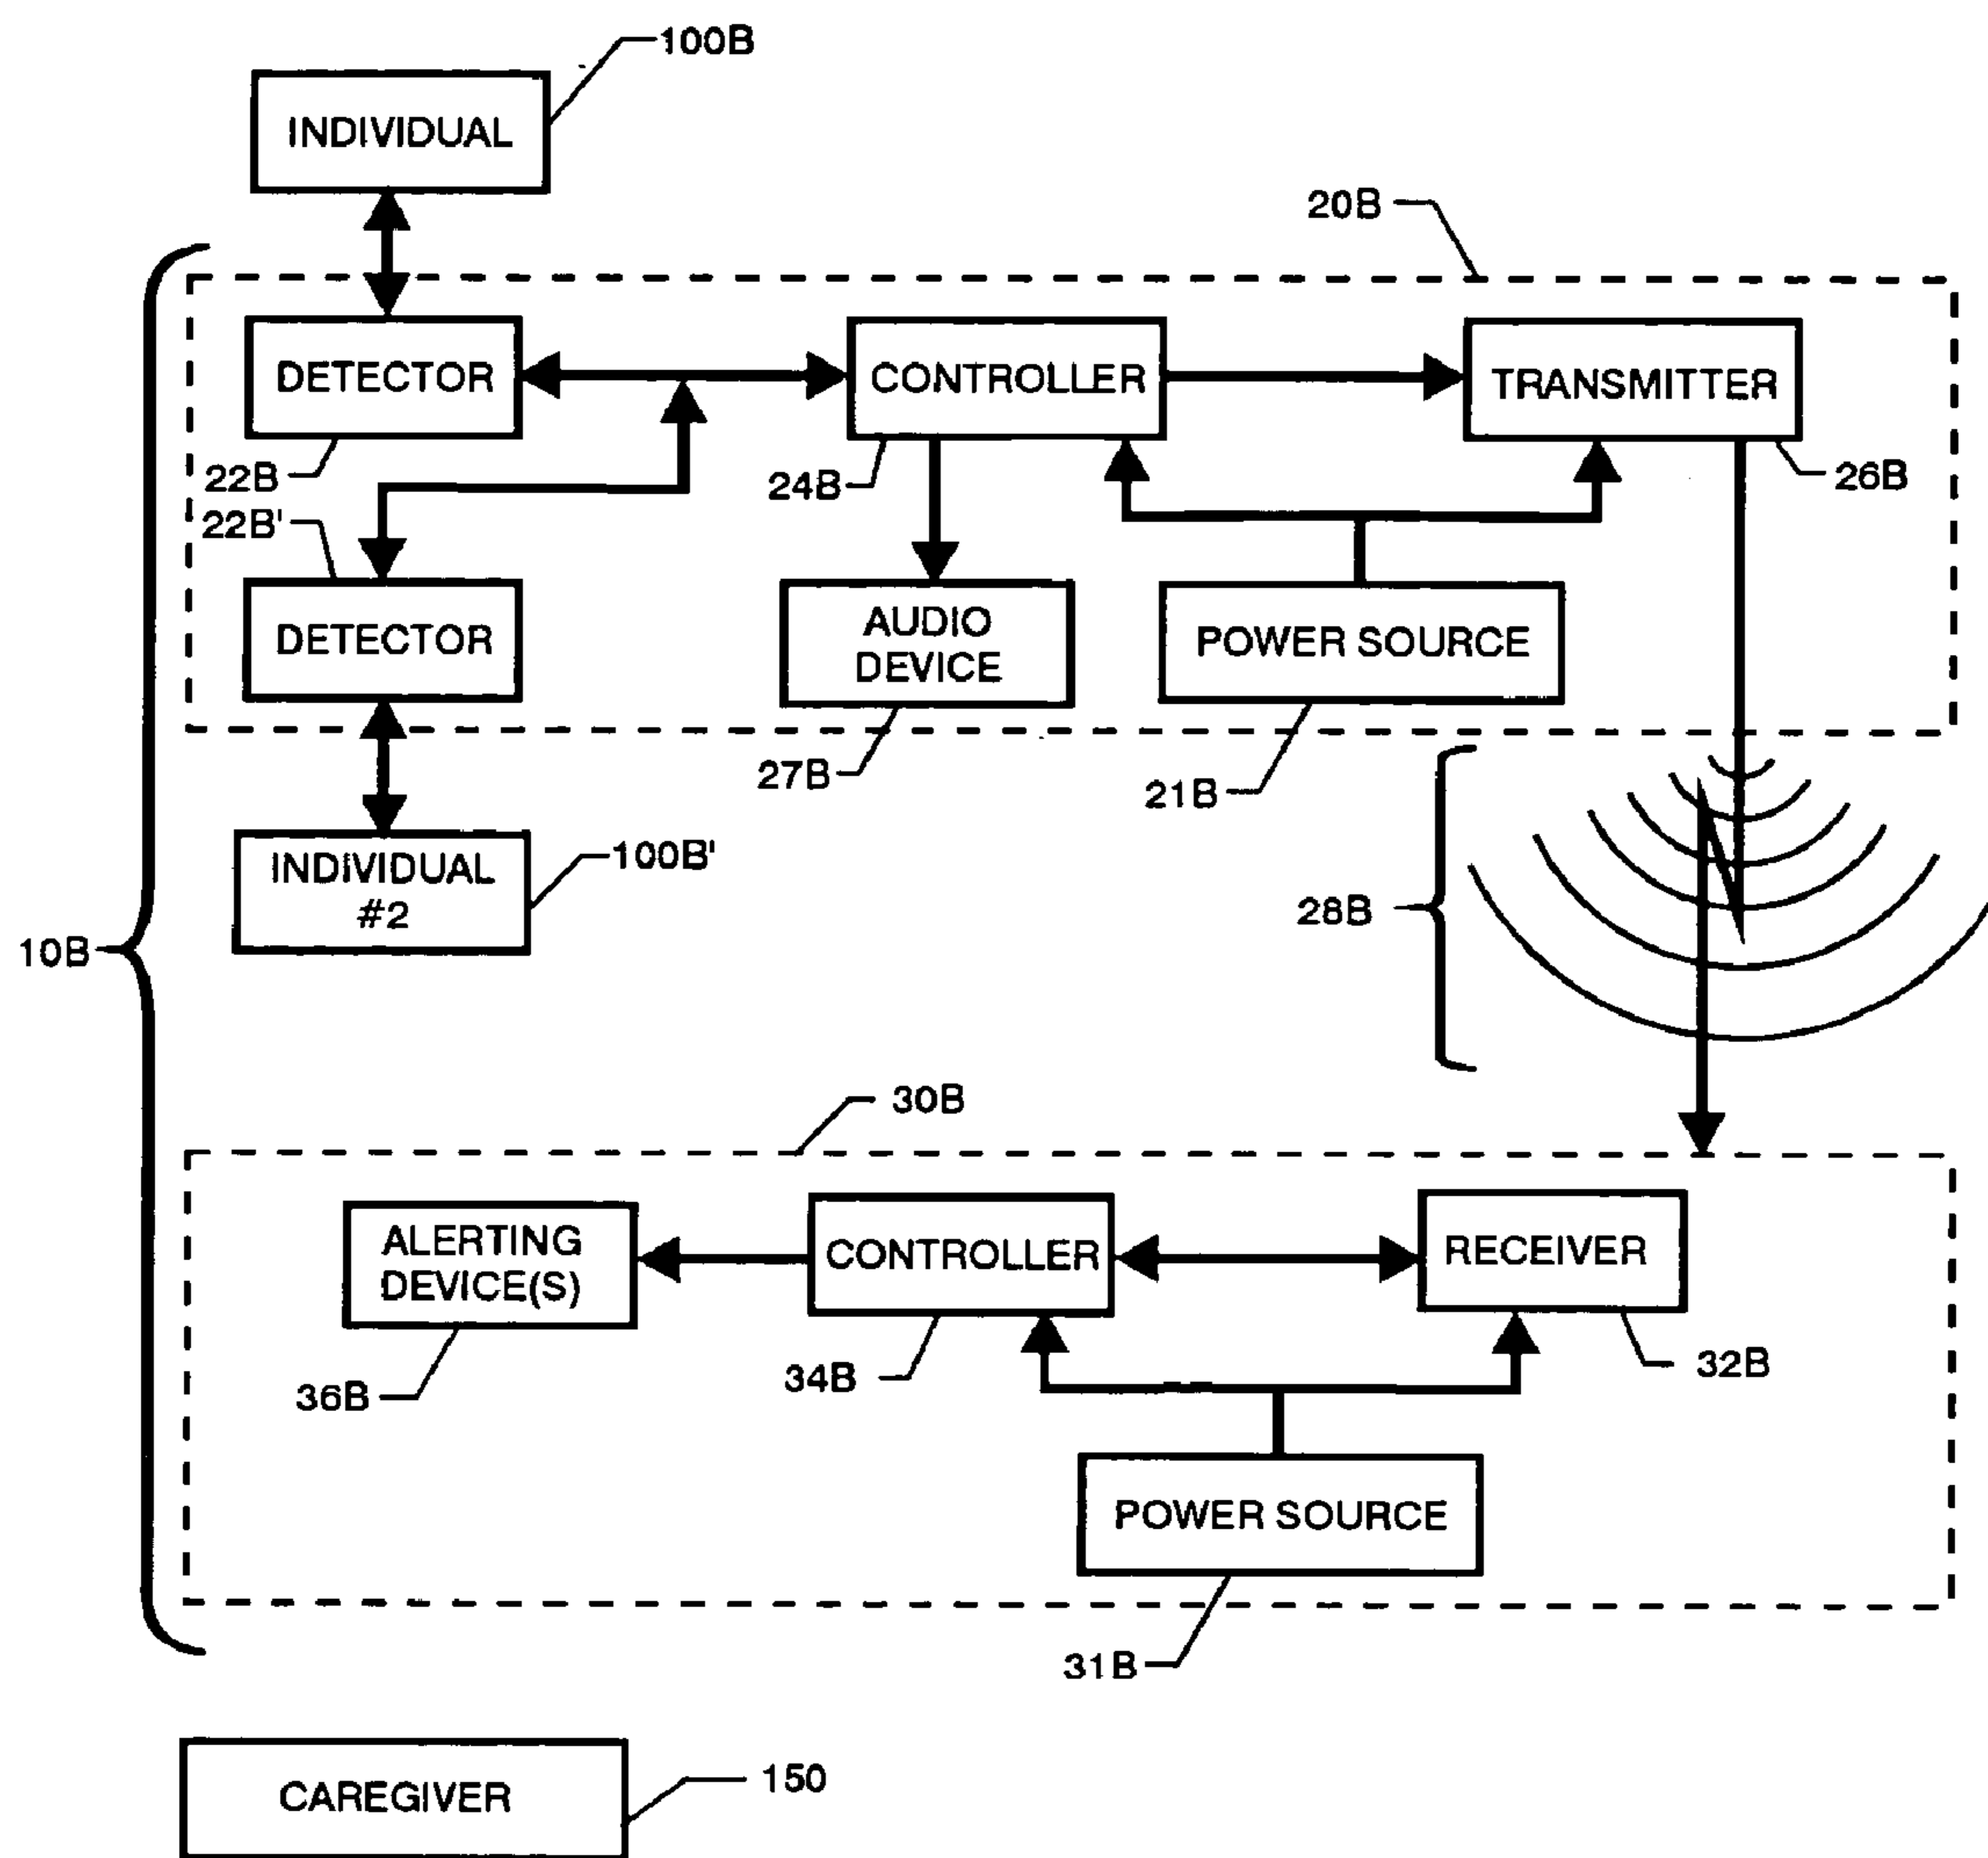 100B
INDIVIDUAL
20B
DETECTOR
CONTROLLER
TRANSMITTER
22B
24B
26B
22B'
DETECTOR
AUDIO
DEVICE
POWER SOURCE
27B
21B
INDIVIDUAL
#2
100B'
28B
10B
30B
ALERTING
DEVICE(S)
CONTROLLER
RECEIVER
36B
34B
32B
POWER SOURCE
31B
CAREGIVER
150